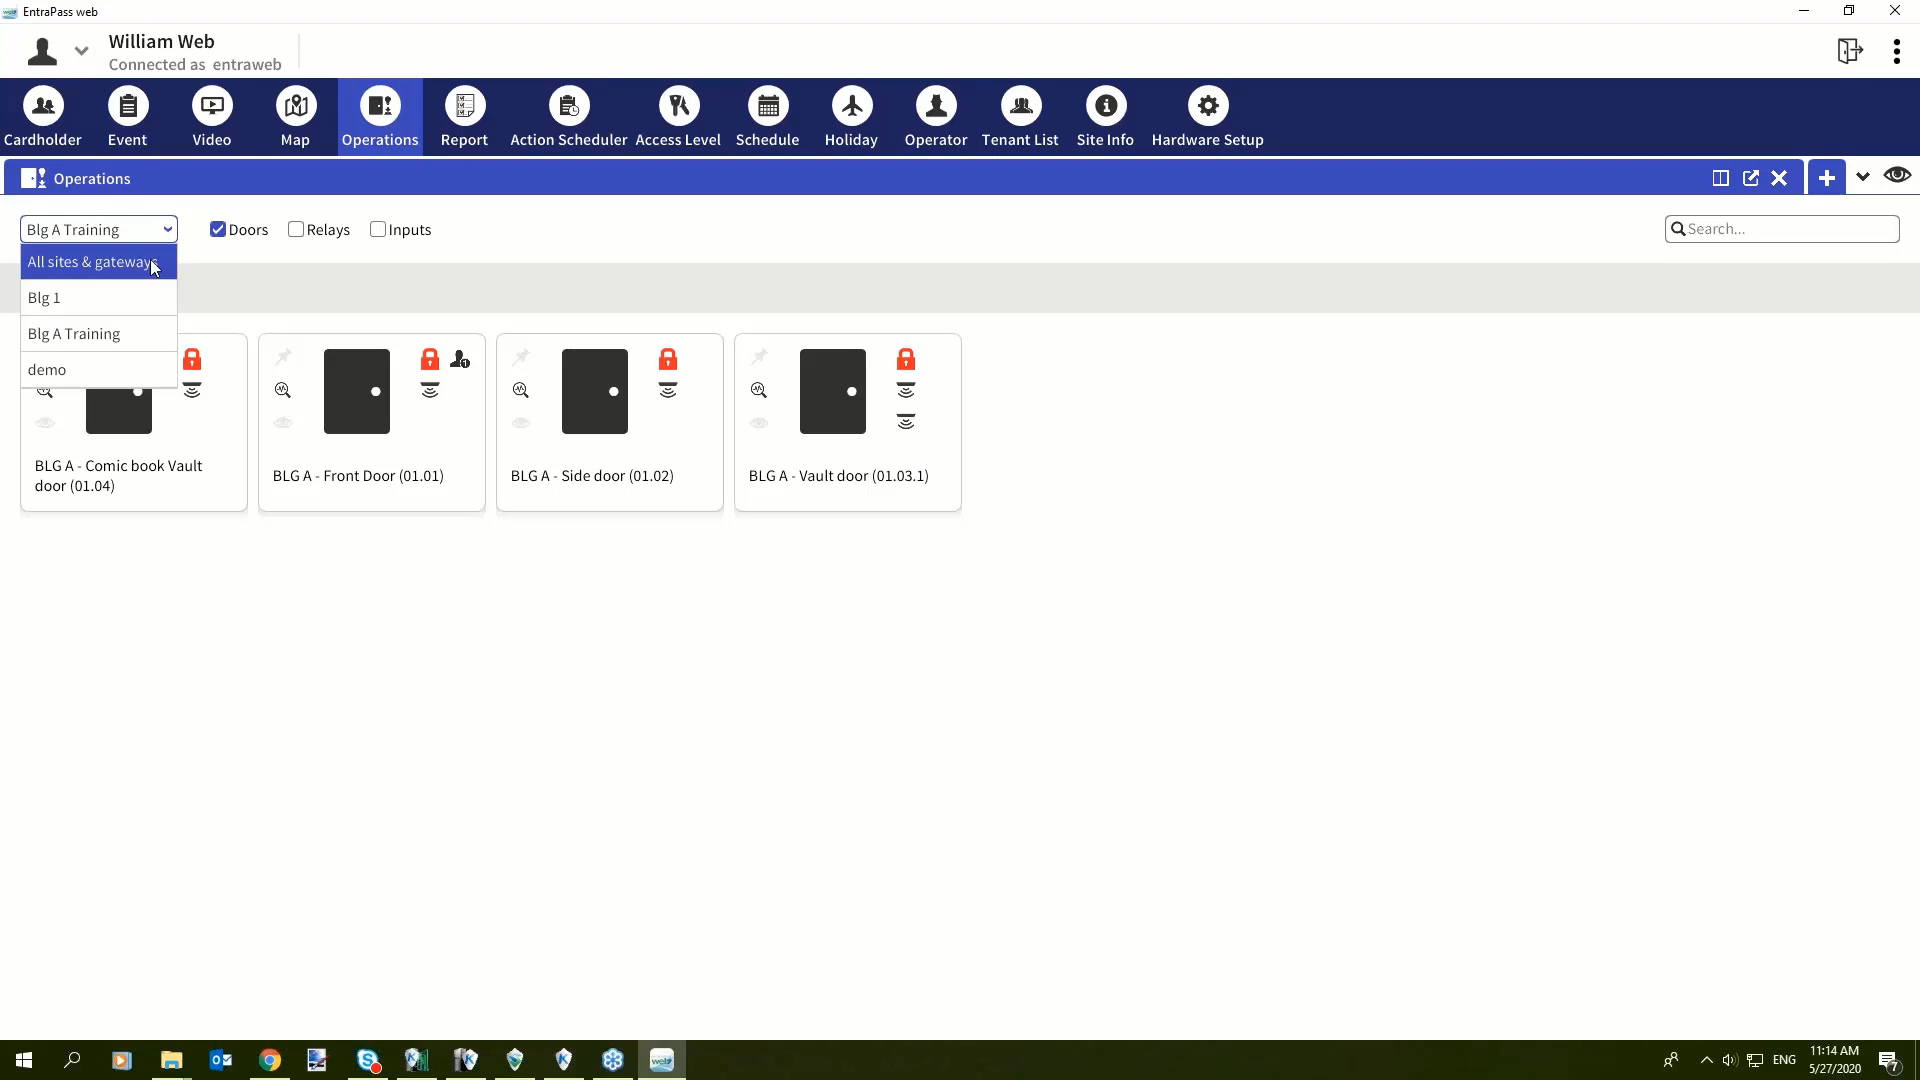 EntraPass web
William Web
Connected as entraweb
Cardholder
Event
Video
Map
Operations
Report
Action Scheduler
Access Level
Schedule
Holiday
Operator
Tenant List
Site Info
Hardware Setup
Operations
Blg A Training
Doors
Relays
Inputs
Search...
All sites & gateways
Blg 1
Blg A Training
demo
BLG A - Comic book Vault
door (01.04)
BLG A - Front Door (01.01)
BLG A - Side door (01.02)
BLG A - Vault door (01.03.1)
ENG
11:14 AM
5/27/2020
7